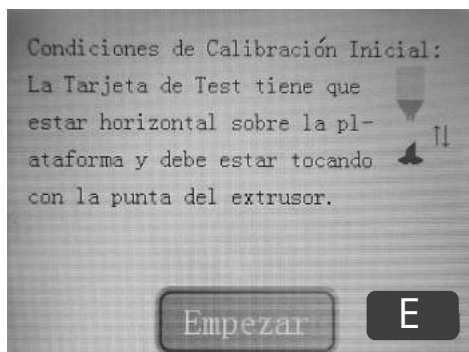 Condiciones de Calibración Inicial:
La Tarjeta de Test tiene que
estar horizontal sobre la pl-
ataforma y debe estar tocando
con la punta del extrusor.
Empezar
E